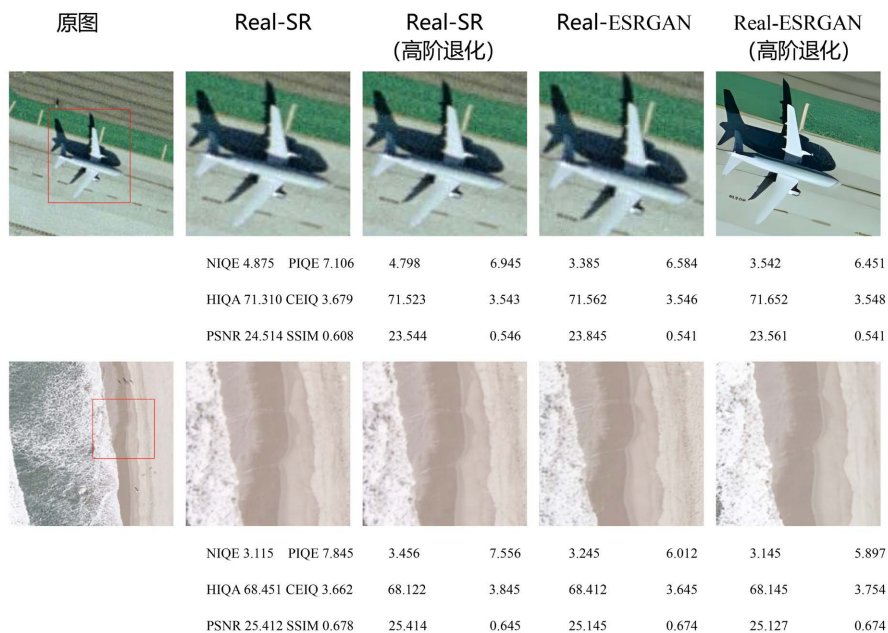 原图 Real-SR Real-SR Real-ESRGAN Real-ESRGAN
(高阶退化) (高阶退化)
NIQE 4.875 PIQE 7.106 4.798 6.945 3.385 6.584 3.542 6.451
HIQA 71.310 CEIQ 3.679 71.523 3.543 71.562 3.546 71.652 3.548
PSNR 24.514 SSIM 0.608 23.544 0.546 23.845 0.541 23.561 0.541
NIQE 3.115 PIQE 7.845 3.456 7.556 3.245 6.012 3.145 5.897
HIQA 68.451 CEIQ 3.662 68.122 3.845 68.412 3.645 68.145 3.754
PSNR 25.412 SSIM 0.678 25.414 0.645 25.145 0.674 25.127 0.674